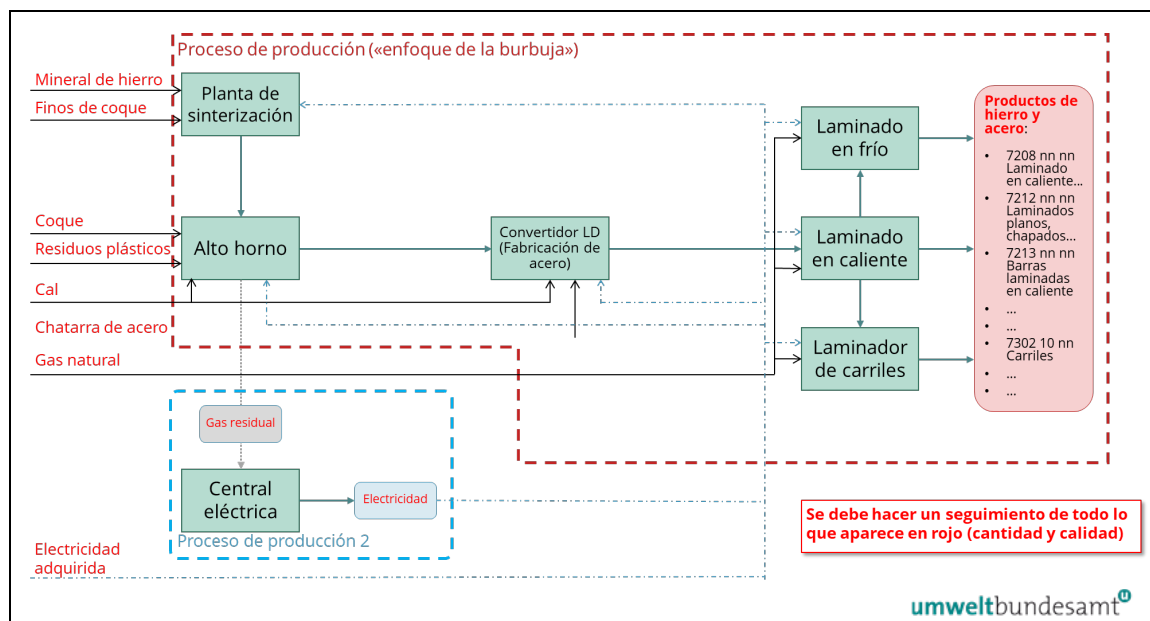 Proceso de producción («enfoque de la burbuja»)
Mineral de hierro
Finos de coque
Planta de
sinterización
Coque
Residuos plásticos
Cal
Chatarra de acero
Gas natural
Alto horno
Convertidor LD
(Fabricación de
acero)
Laminado
en frío
Laminado
en caliente
Laminador
de carriles
Productos de
hierro y
acero:
• 7208 nn nn
Laminado
en caliente...
• 7212 nn nn
Laminados
planos,
chapados...
• 7213 nn nn
Barras
laminadas
en caliente
• ...
• ...
• 7302 10 nn
Carriles
• ...
• ...
Gas residual
Central
eléctrica
Electricidad
Proceso de producción 2
Electricidad
adquirida
Se debe hacer un seguimiento de todo lo
que aparece en rojo (cantidad y calidad)
umweltbundesamt